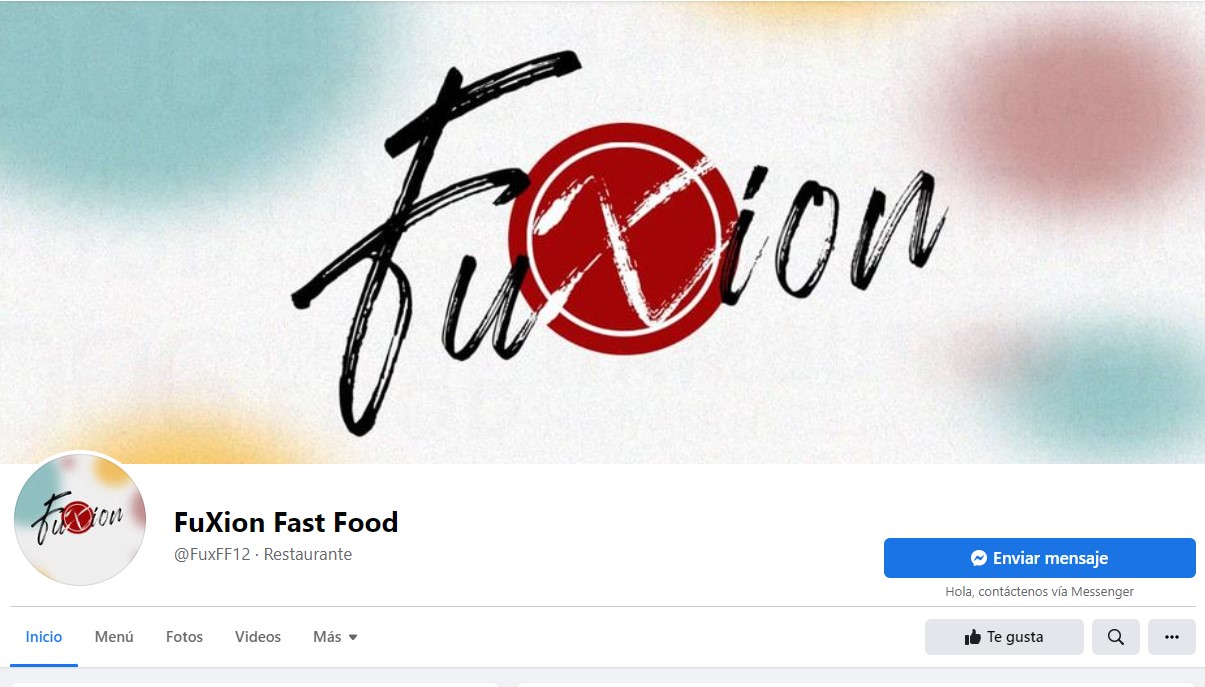 FuXion
FuXion
FuXion Fast Food
@FuxFF12 · Restaurante
Enviar mensaje
Hola, contáctenos vía Messenger
Inicio Menú Fotos Videos Más
Te gusta